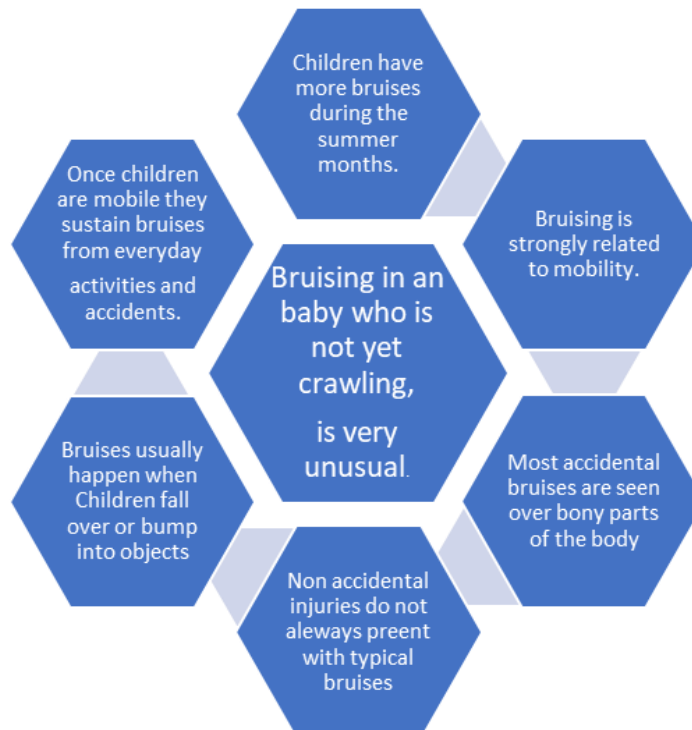 Children have
more bruises
during the
summer
months.
Bruising is
strongly related
to mobility.
Most accidental
bruises are seen
over bony parts
of the body
Non accidental
injuries do not
aleways preent
with typical
bruises
Bruises usually
happen when
Children fall
over or bump
into objects
Once children
are mobile they
sustain bruises
from everyday
activities and
accidents.
Bruising in an
baby who is
not yet
crawling,
is very
unusual.